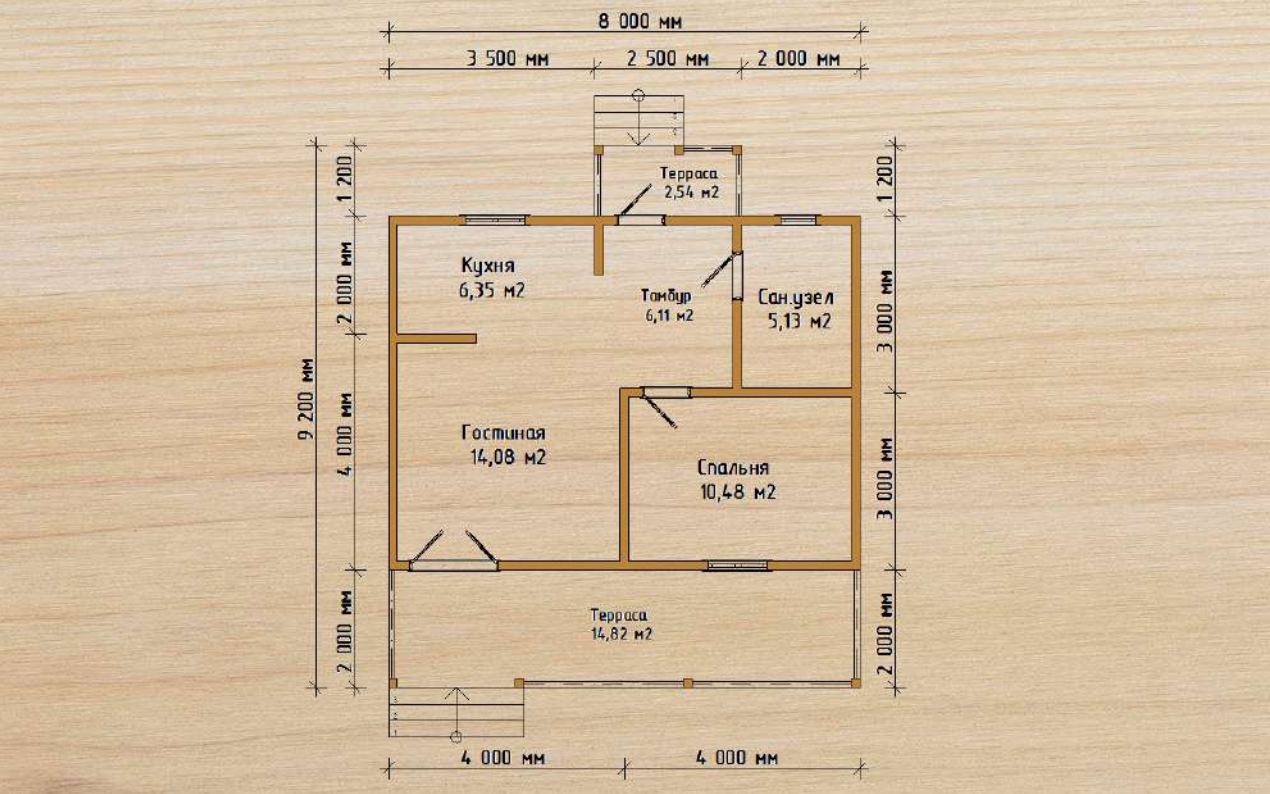 8 000 мм
3 500 мм
2 500 мм
2 000 мм
1 200
Терраса
2,54 м2
1 200
2 000 мм
Кухня
6,35 м2
Тамбур
6,11 м2
Сан.узел
5,13 м2
3 000 мм
9 200 мм
4 000 мм
Гостиная
14,08 м2
Спальня
10,48 м2
3 000 мм
2 000 мм
Терраса
14,82 м2
2 000 мм
4 000 мм
4 000 мм